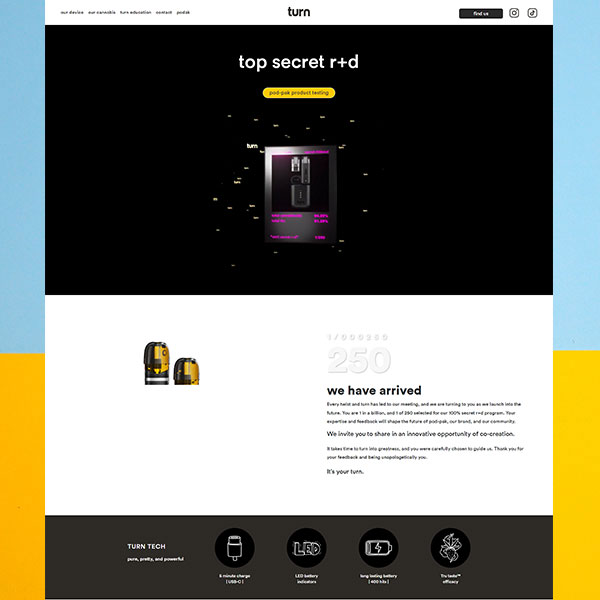 our device our cannabis turn education contact podak
turn
find us
top secret r+d
pod-pak product testing
turn
1/000250
250
we have arrived
Every twist and turn has led to our meeting, and we are turning to you as we launch into the
future. You are 1 in a billion, and 1 of 250 selected for our 100% secret r+d program. Your
expertise and feedback will shape the future of pod-pak, our brand, and our community.
We invite you to share in an innovative opportunity of co-creation.
It takes time to turn into greatness, and you were carefully chosen to guide us. Thank you for
your feedback and being unapologetically you.
It's your turn.
TURN TECH
pure, pretty, and powerful
LED
5 minute charge
( USB-C )
LED battery
indicators
long lasting battery
( 400 hits )
Tru taste™
efficacy